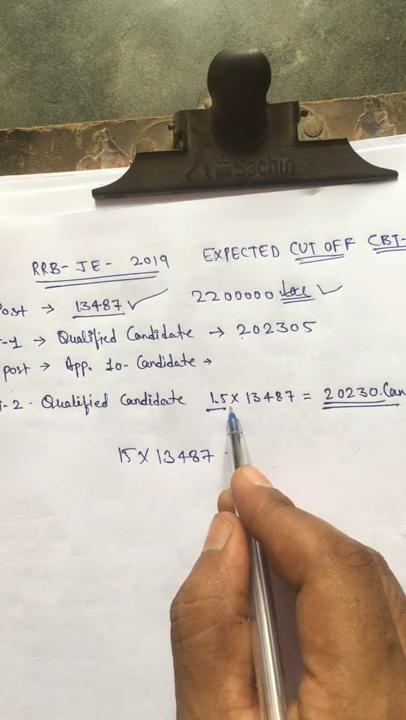 Sachin
RRB-JE- 2019 EXPECTED CUT OFF CBT-
Post → 13487 ✓ 2200000 ✓
-1 → Qualified Candidate → 202305
post → App. 10- Candidate →
-2 - Qualified Candidate 1.5 x 13487 = 20230.Can
15 x 13487